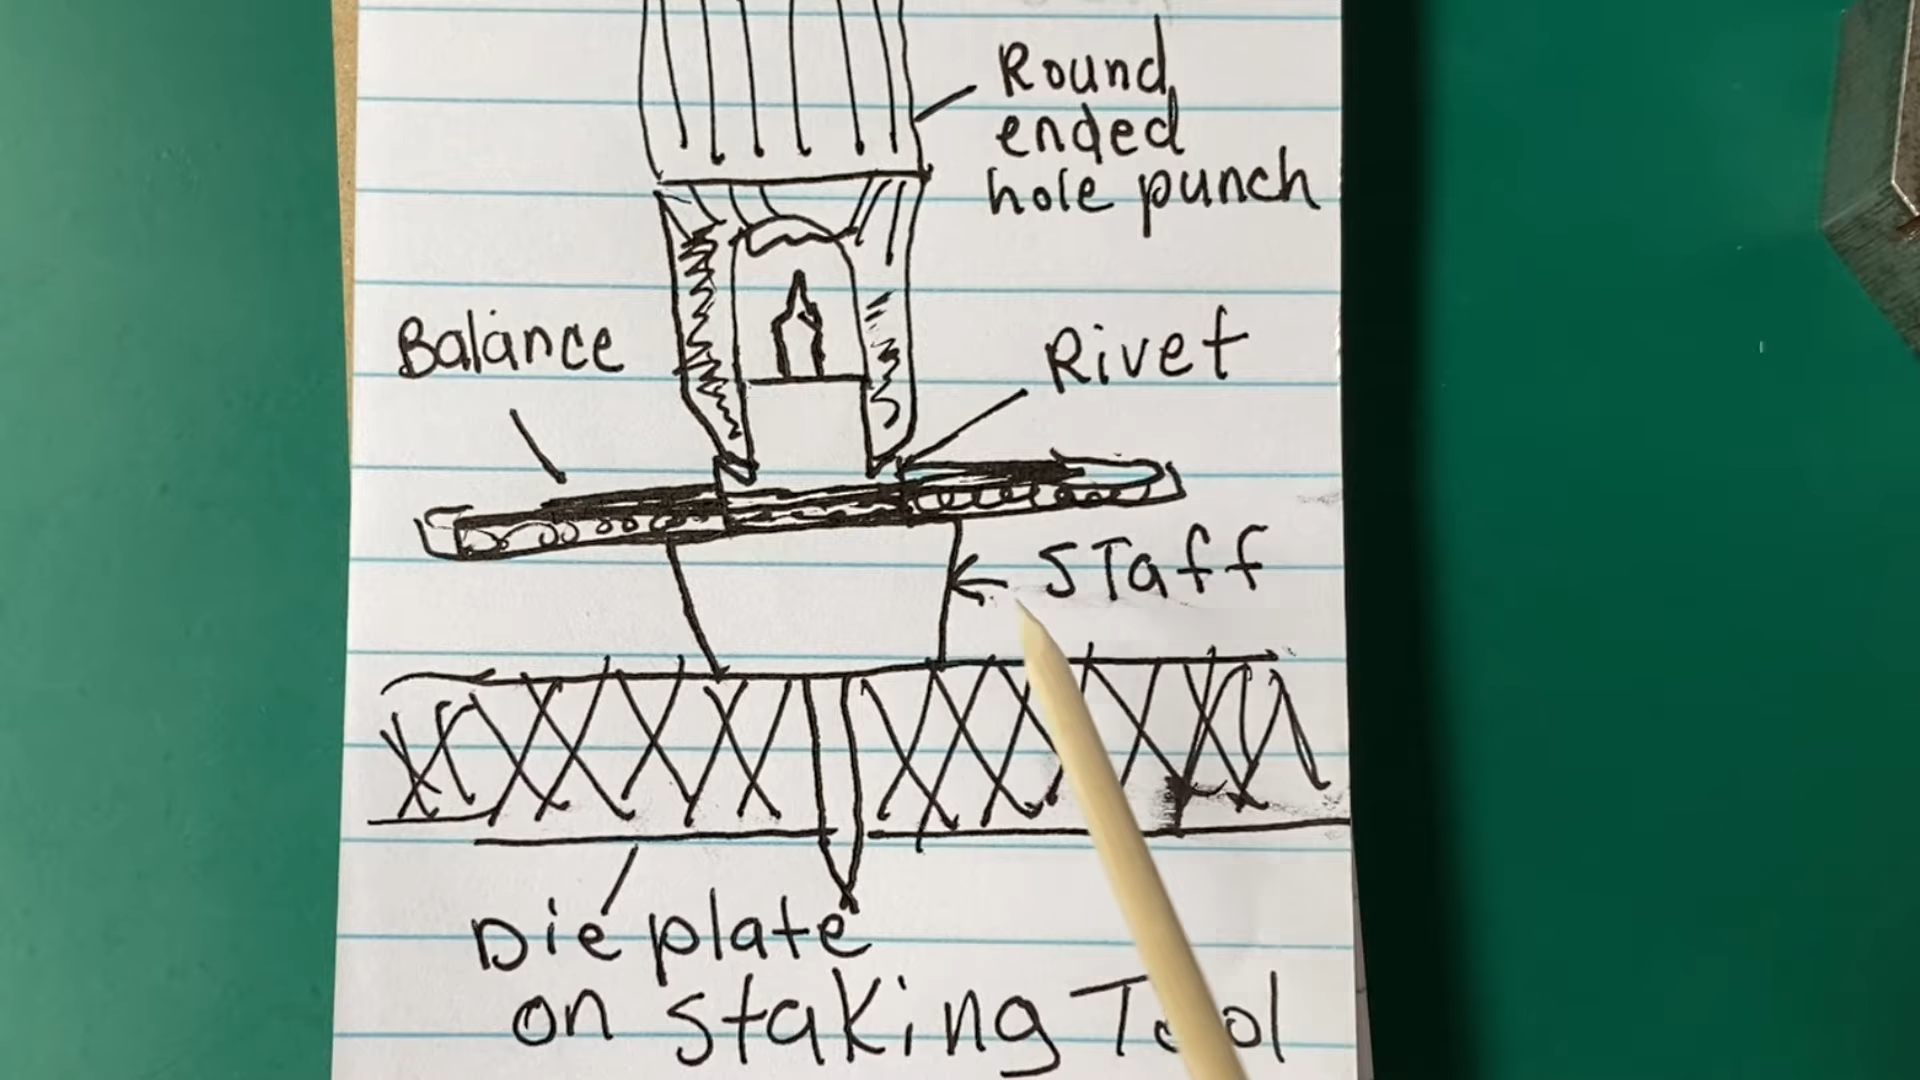 Round
ended
hole punch
Balance
Rivet
STaff
Die plate
on staking Tool